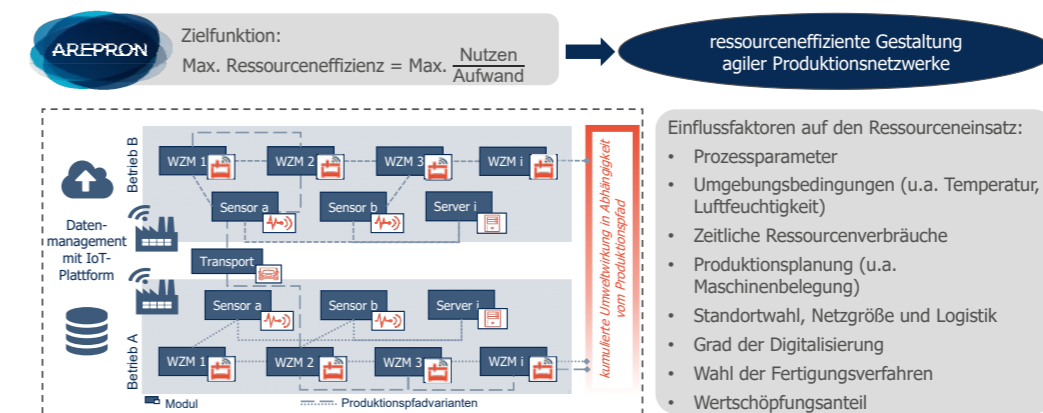 AREPRON
Zielfunktion:
Max. Ressourceneffizienz = Max. Nutzen
Aufwand
ressourceneffiziente Gestaltung
agiler Produktionsnetzwerke
Daten-
management
mit IoT-
Plattform
Betrieb B
WZM 1
WZM 2
WZM 3
WZM i
Sensor a
Sensor b
Server i
Transport
Betrieb A
Sensor a
Sensor b
Server i
WZM 1
WZM 2
WZM 3
WZM i
Modul
Produktionspfadvarianten
kumulierte Umweltwirkung in Abhängigkeit
vom Produktionspfad
Einflussfaktoren auf den Ressourceneinsatz:
• Prozessparameter
• Umgebungsbedingungen (u.a. Temperatur,
Luftfeuchtigkeit)
• Zeitliche Ressourcenverbräuche
• Produktionsplanung (u.a.
Maschinenbelegung)
• Standortwahl, Netzgröße und Logistik
• Grad der Digitalisierung
• Wahl der Fertigungsverfahren
• Wertschöpfungsanteil